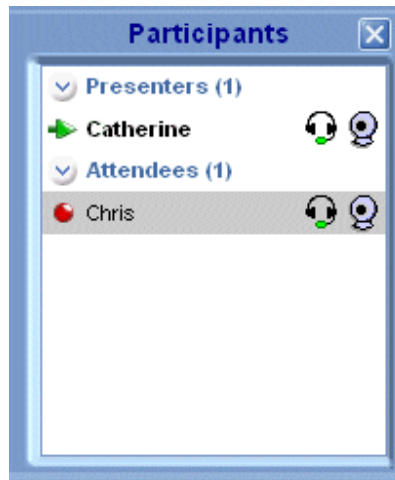 Participants
Presenters (1)
Catherine
Attendees (1)
Chris